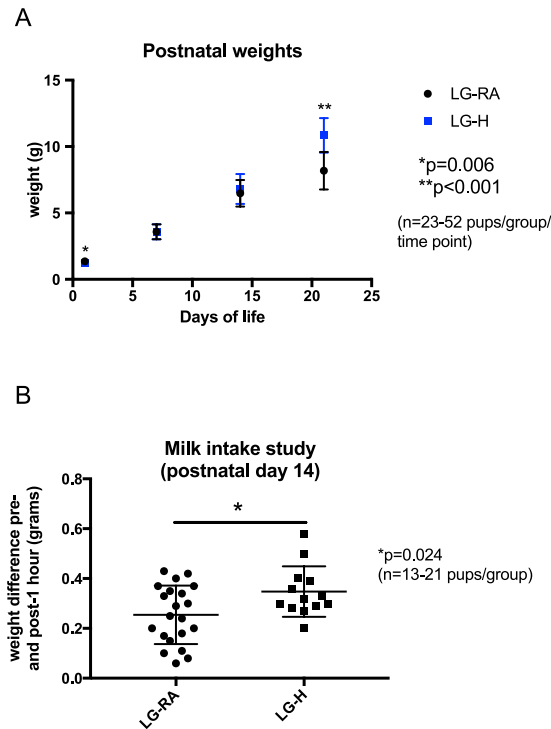 A
Postnatal weights
15
10
5
0
weight (g)
*
**
0 5 10 15 20 25
Days of life
LG-RA
LG-H
*p=0.006
**p<0.001
(n=23-52 pups/group/
time point)
B
Milk intake study
(postnatal day 14)
weight difference pre-
and post-1 hour (grams)
0.8
0.6
0.4
0.2
0.0
*
LG-RA
LG-H
*p=0.024
(n=13-21 pups/group)